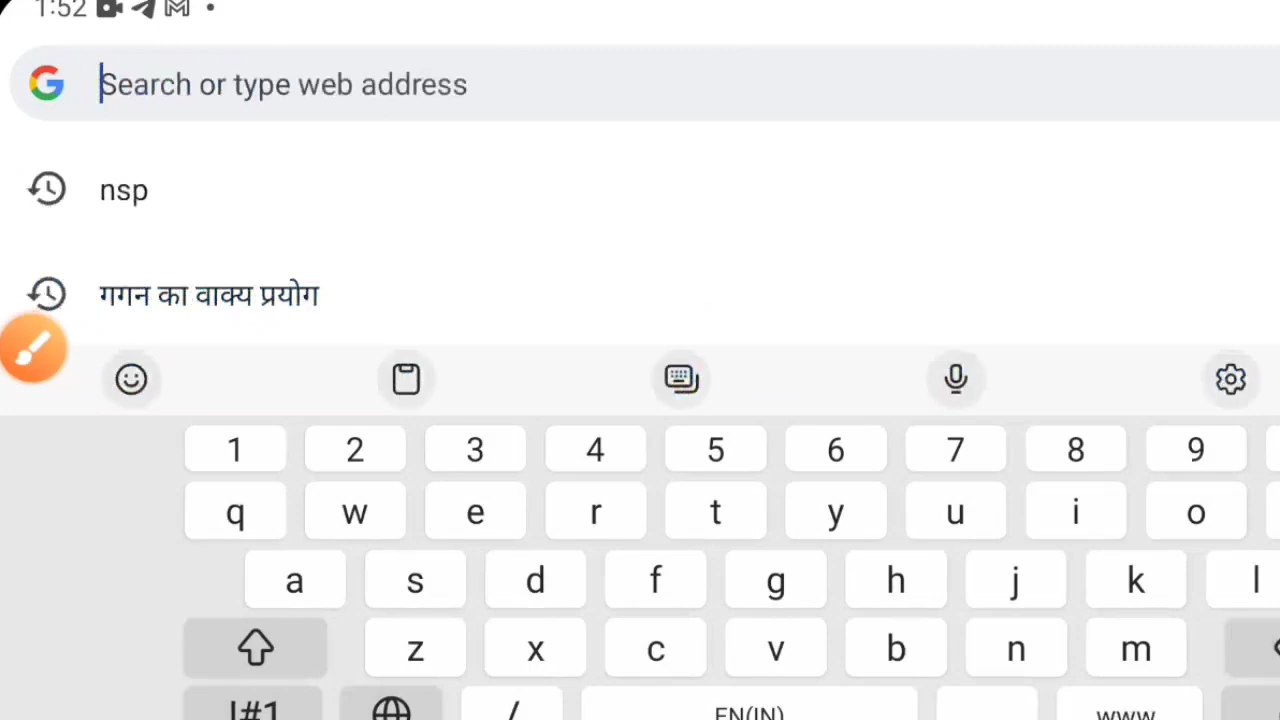 1:52
Search or type web address
nsp
गगन का वाक्य प्रयोग
1 2 3 4 5 6 7 8 9
q w e r t y u i o
a s d f g h j k l
z x c v b n m
!#1 / EN(IN) www